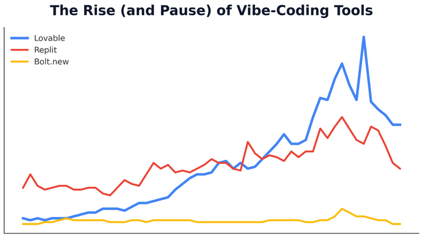 The Rise (and Pause) of Vibe-Coding Tools
Lovable
Replit
Bolt.new